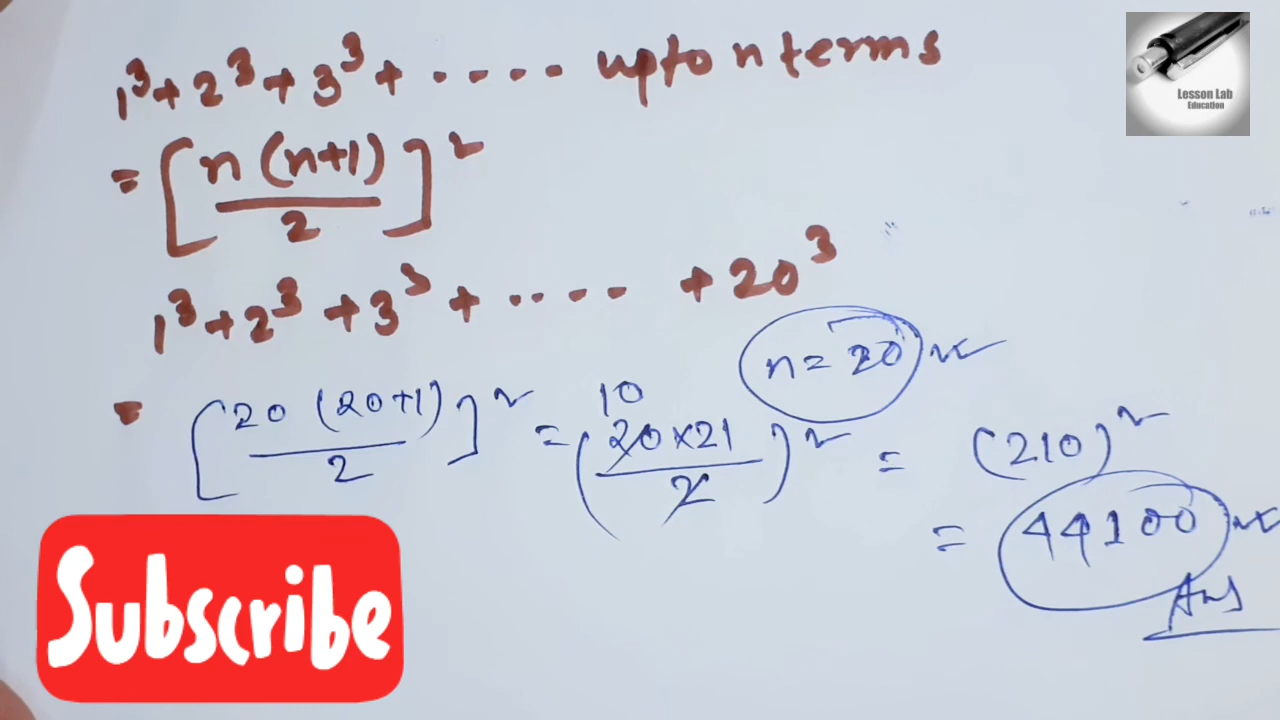 1³+2³+3³+ ..... upto n terms
Lesson Lab
Education
= [n(n+1)/2]²
1³+2³+3³+ ..... +20³
n=20
= [20(20+1)/2]² = (20×21/2)² = (210)²
10
= 44100
Ans
Subscribe